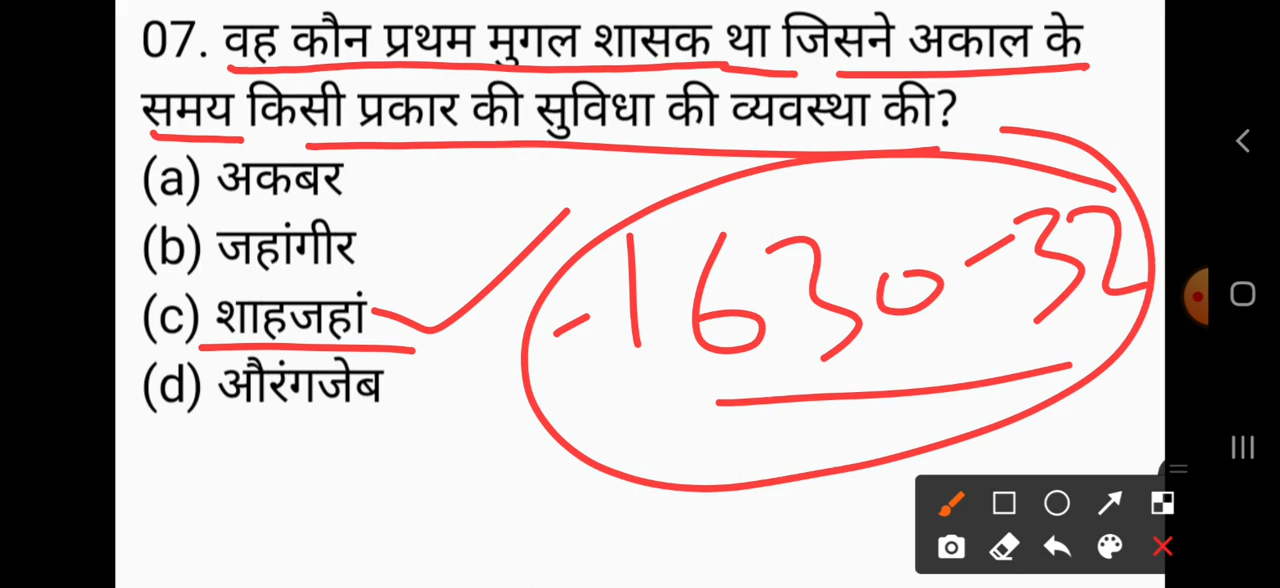 07. वह कौन प्रथम मुगल शासक था जिसने अकाल के
समय किसी प्रकार की सुविधा की व्यवस्था की?
(a) अकबर
(b) जहांगीर
(c) शाहजहां
(d) औरंगजेब
- 1630-32